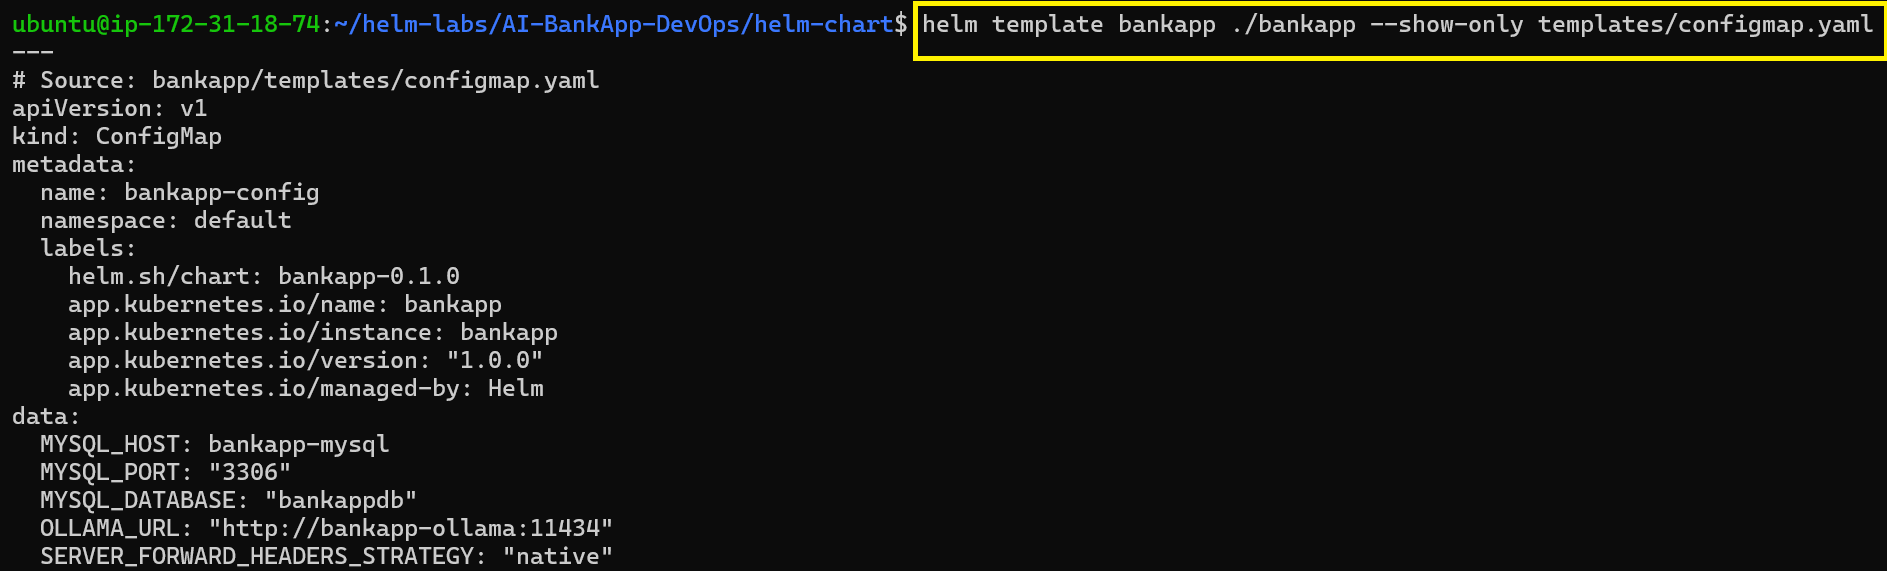 ubuntu@ip-172-31-18-74:~/helm-labs/AI-BankApp-DevOps/helm-chart$ helm template bankapp ./bankapp --show-only templates/configmap.yaml
---
# Source: bankapp/templates/configmap.yaml
apiVersion: v1
kind: ConfigMap
metadata:
  name: bankapp-config
  namespace: default
  labels:
    helm.sh/chart: bankapp-0.1.0
    app.kubernetes.io/name: bankapp
    app.kubernetes.io/instance: bankapp
    app.kubernetes.io/version: "1.0.0"
    app.kubernetes.io/managed-by: Helm
data:
  MYSQL_HOST: bankapp-mysql
  MYSQL_PORT: "3306"
  MYSQL_DATABASE: "bankappdb"
  OLLAMA_URL: "http://bankapp-ollama:11434"
  SERVER_FORWARD_HEADERS_STRATEGY: "native"